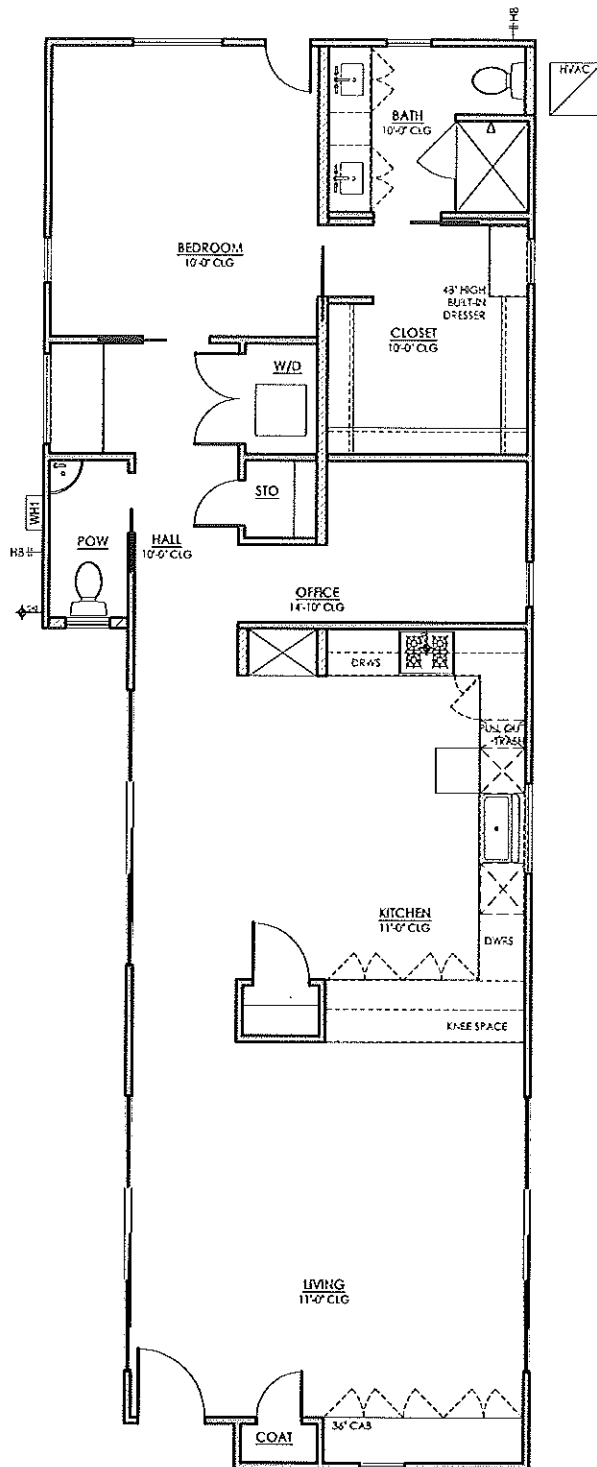 HB
HVAC
BATH
10'-0" CLG
BEDROOM
10'-0" CLG
48" HIGH
BUILT-IN
DRESSER
CLOSET
10'-0" CLG
W/D
STO
WH1
HB
POW
HALL
10'-0" CLG
OFFICE
14'-10" CLG
DRWS
PULL OUT
TRASH
KITCHEN
11'-0" CLG
DWRS
KNEE SPACE
LIVING
11'-0" CLG
36" CAB
COAT